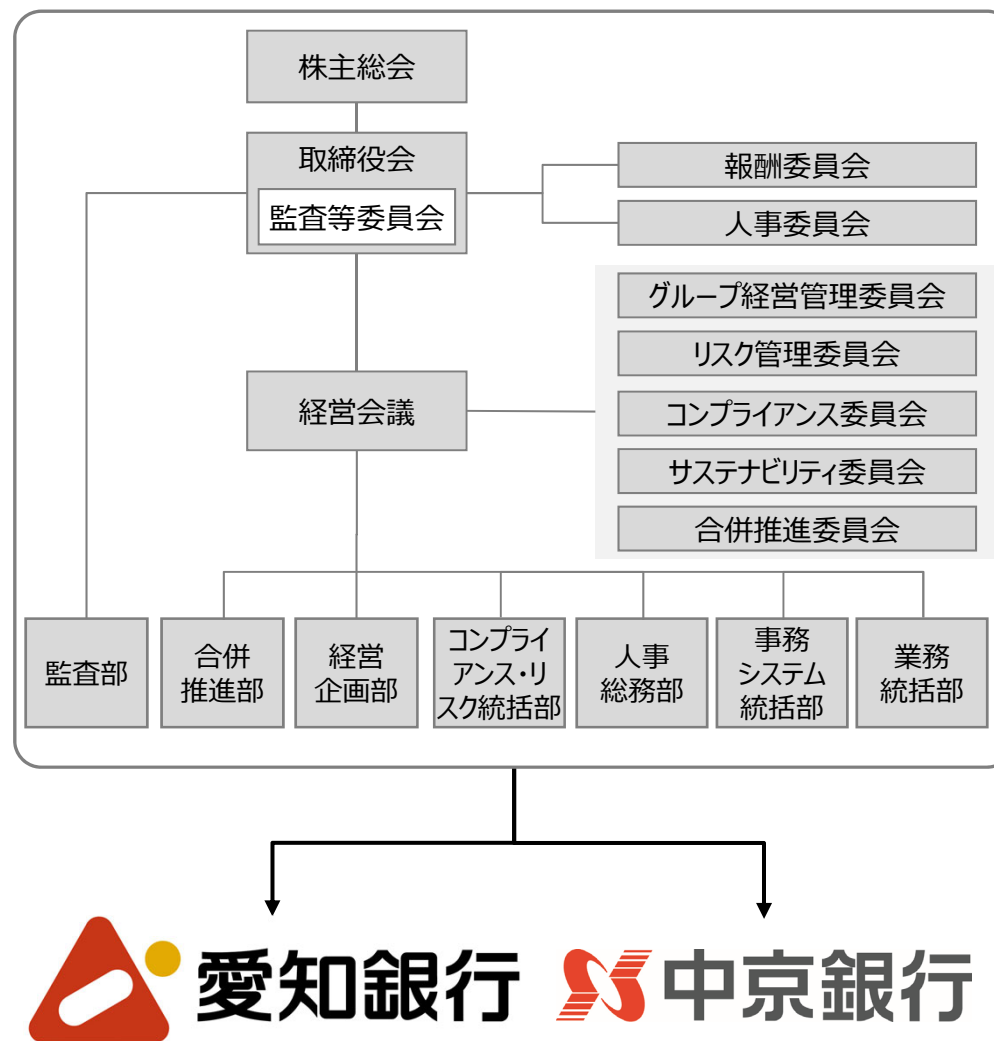 株主総会
取締役会
監査等委員会
報酬委員会
人事委員会
グループ経営管理委員会
リスク管理委員会
経営会議
コンプライアンス委員会
サステナビリティ委員会
合併推進委員会
監査部
合併
推進部
経営
企画部
コンプライ
アンス・リ
スク統括部
人事
総務部
事務
システム
統括部
業務
統括部
愛知銀行
中京銀行